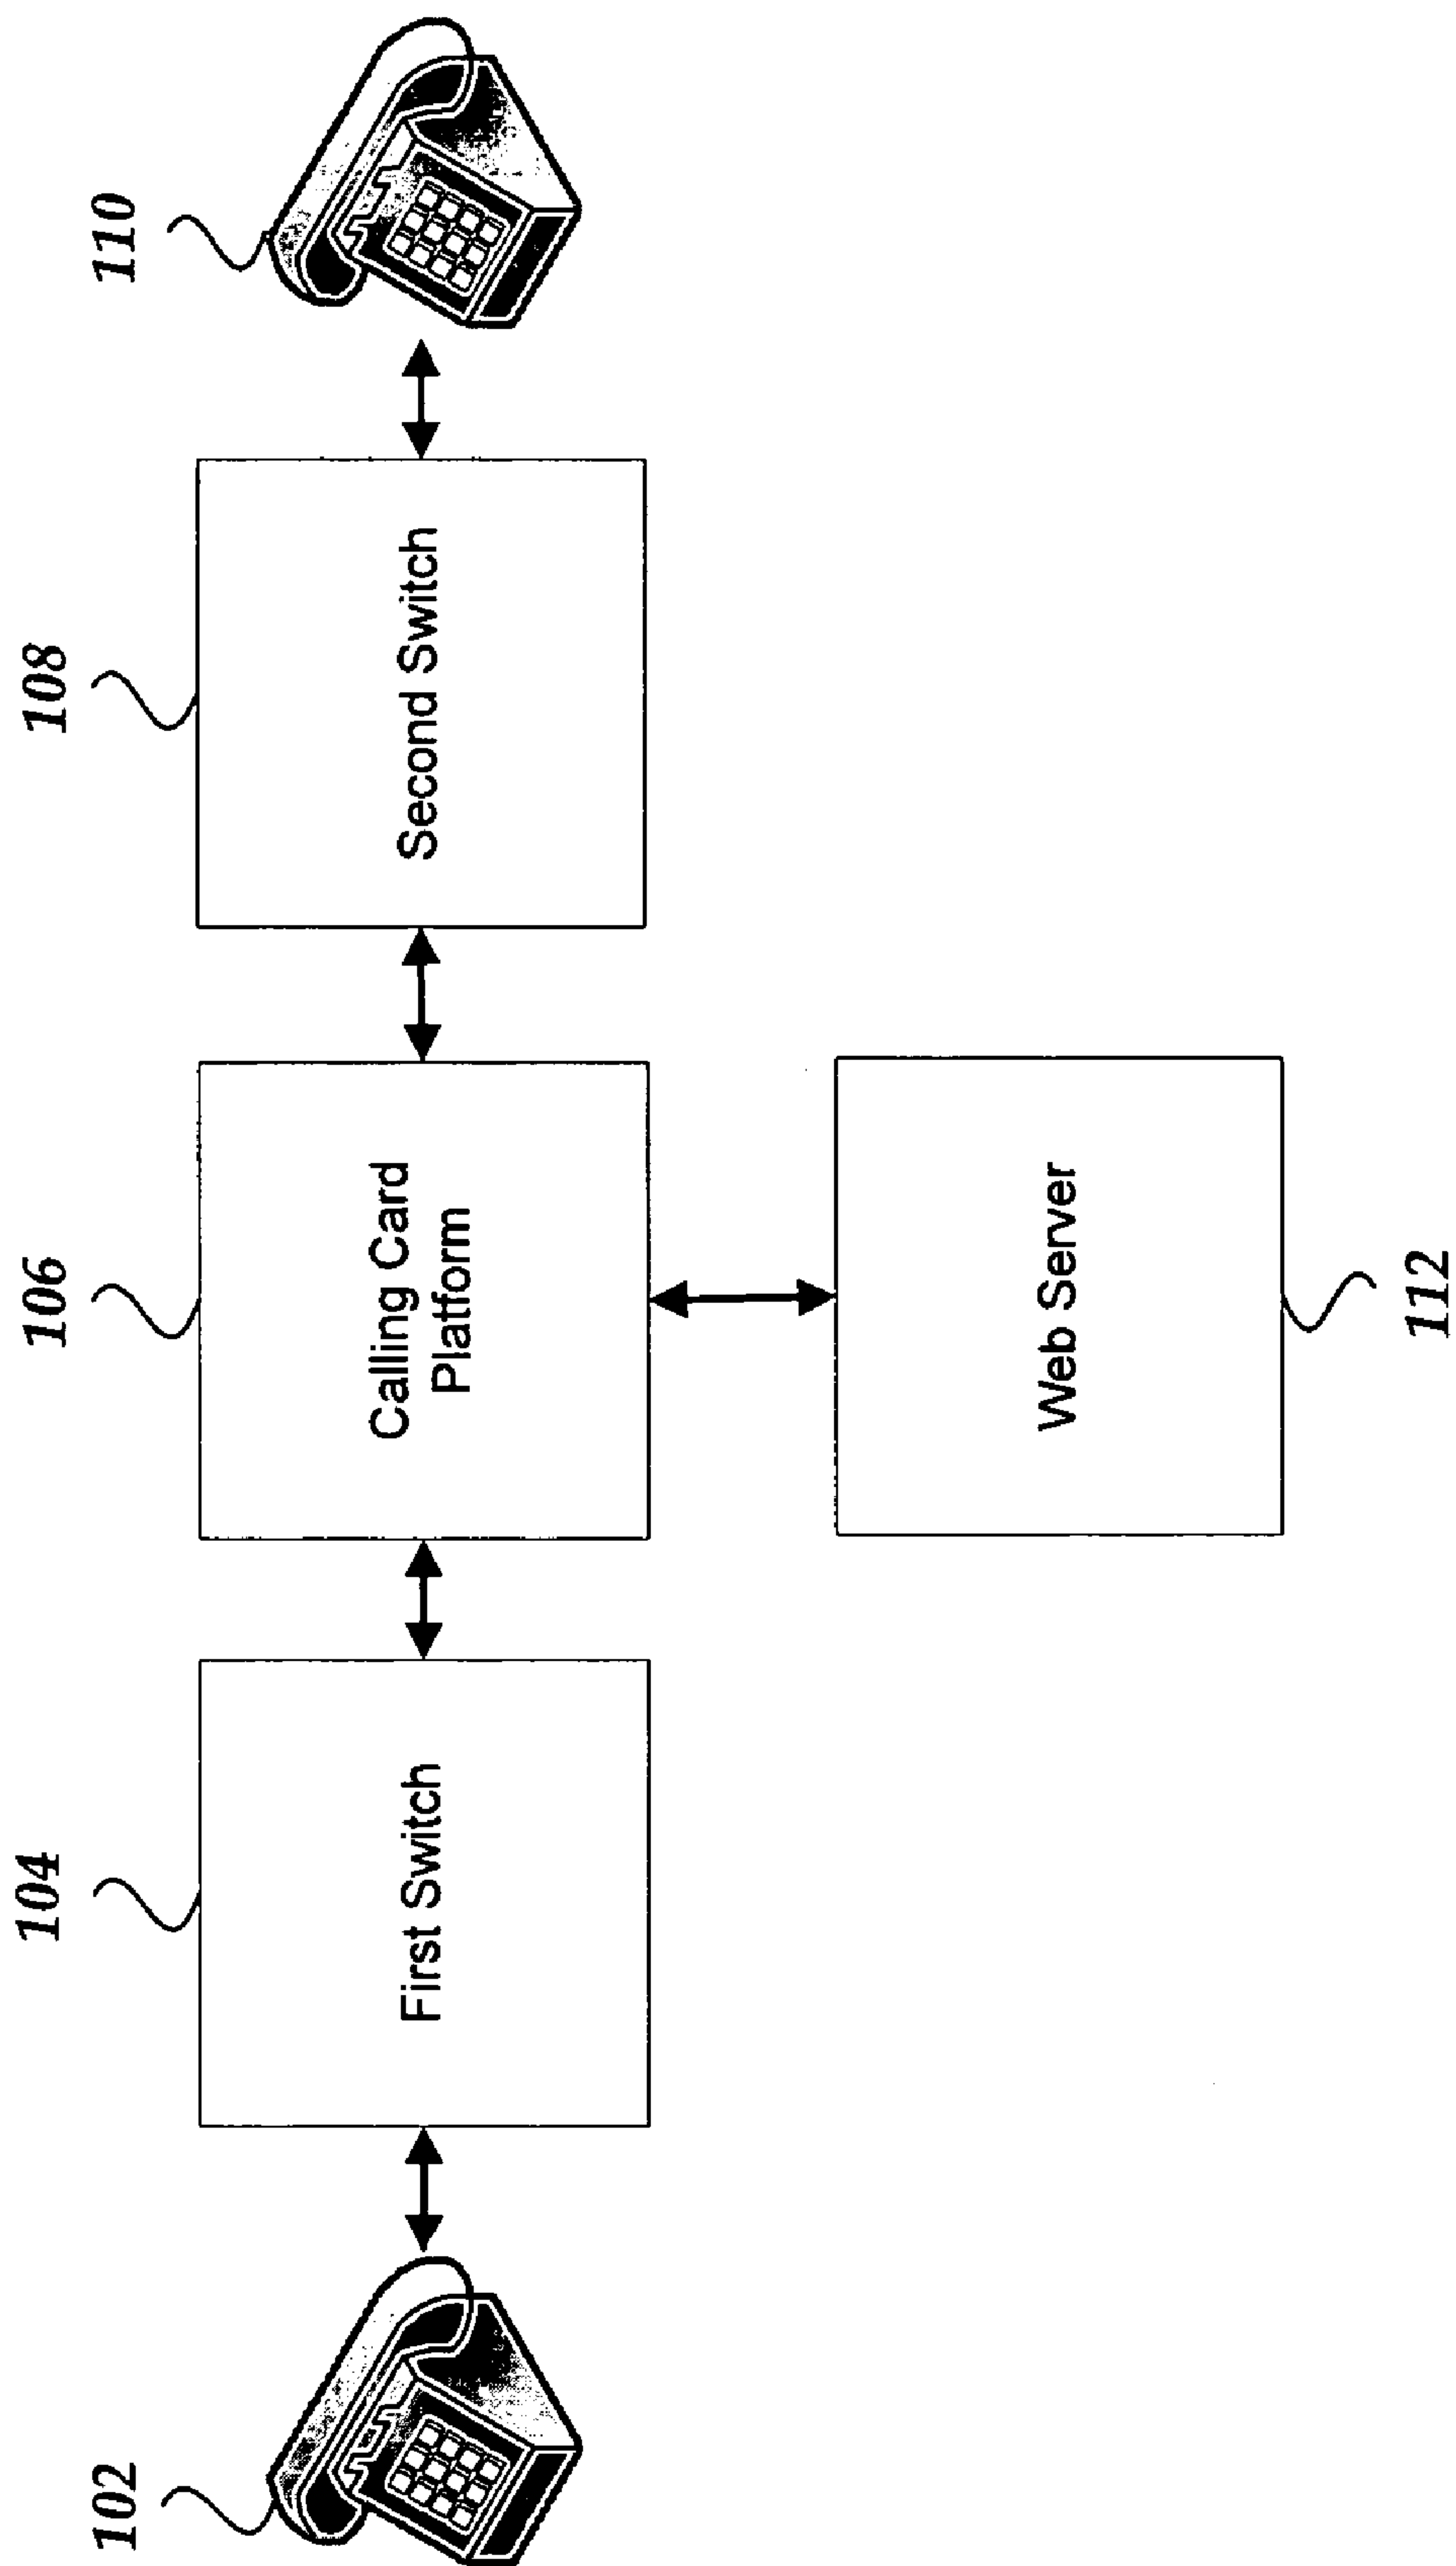 104
106
108
110
102
First Switch
Calling Card
Platform
Second Switch
Web Server
112